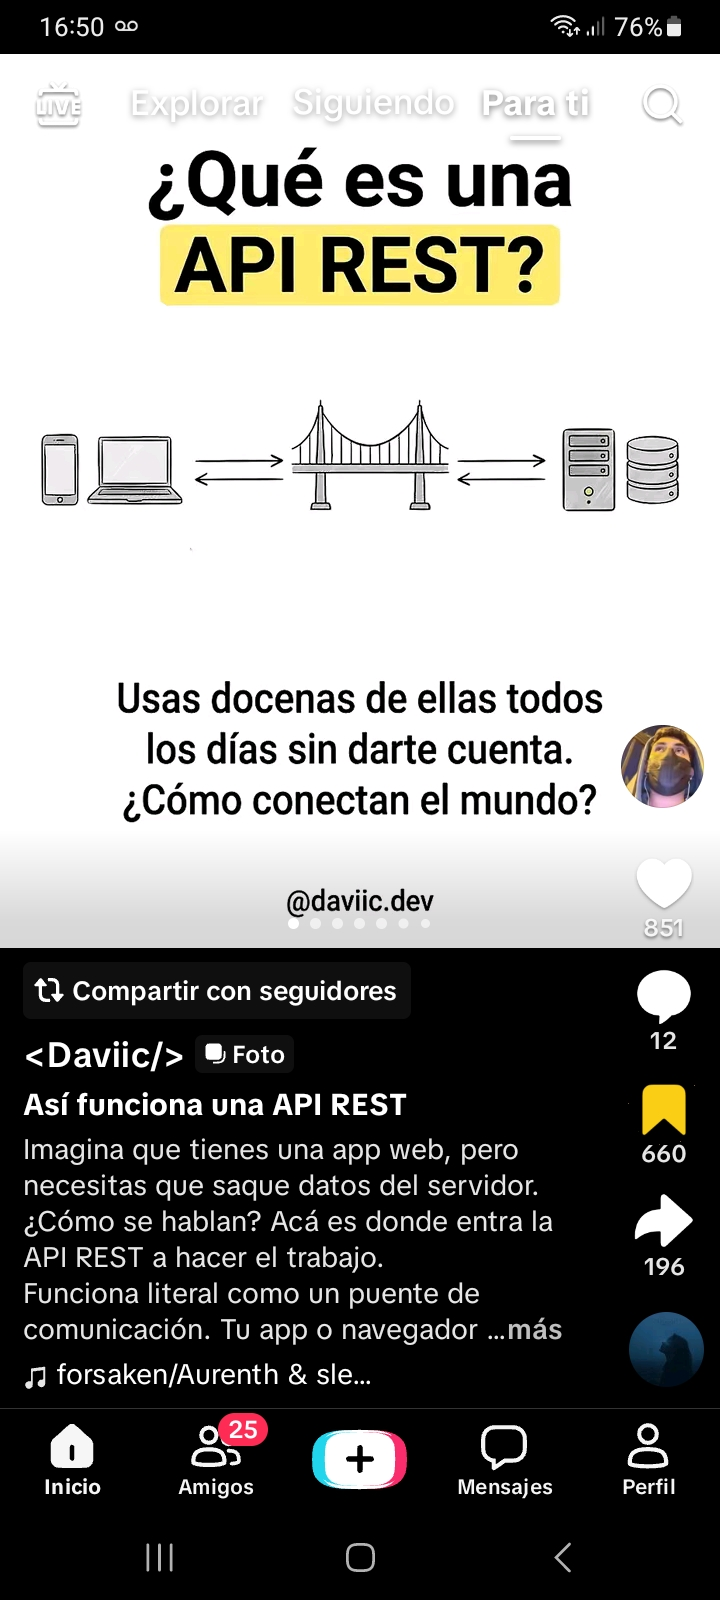 16:50
76%
LIVE
Explorar
Siguiendo
Para ti
¿Qué es una
API REST?
Usas docenas de ellas todos
los días sin darte cuenta.
¿Cómo conectan el mundo?
@daviic.dev
851
Compartir con seguidores
12
<Daviic/>
Foto
Así funciona una API REST
Imagina que tienes una app web, pero
necesitas que saque datos del servidor.
660
¿Cómo se hablan? Acá es donde entra la
API REST a hacer el trabajo.
196
Funciona literal como un puente de
comunicación. Tu app o navegador ...más
forsaken/Aurenth & sle...
25
Inicio
Amigos
Mensajes
Perfil